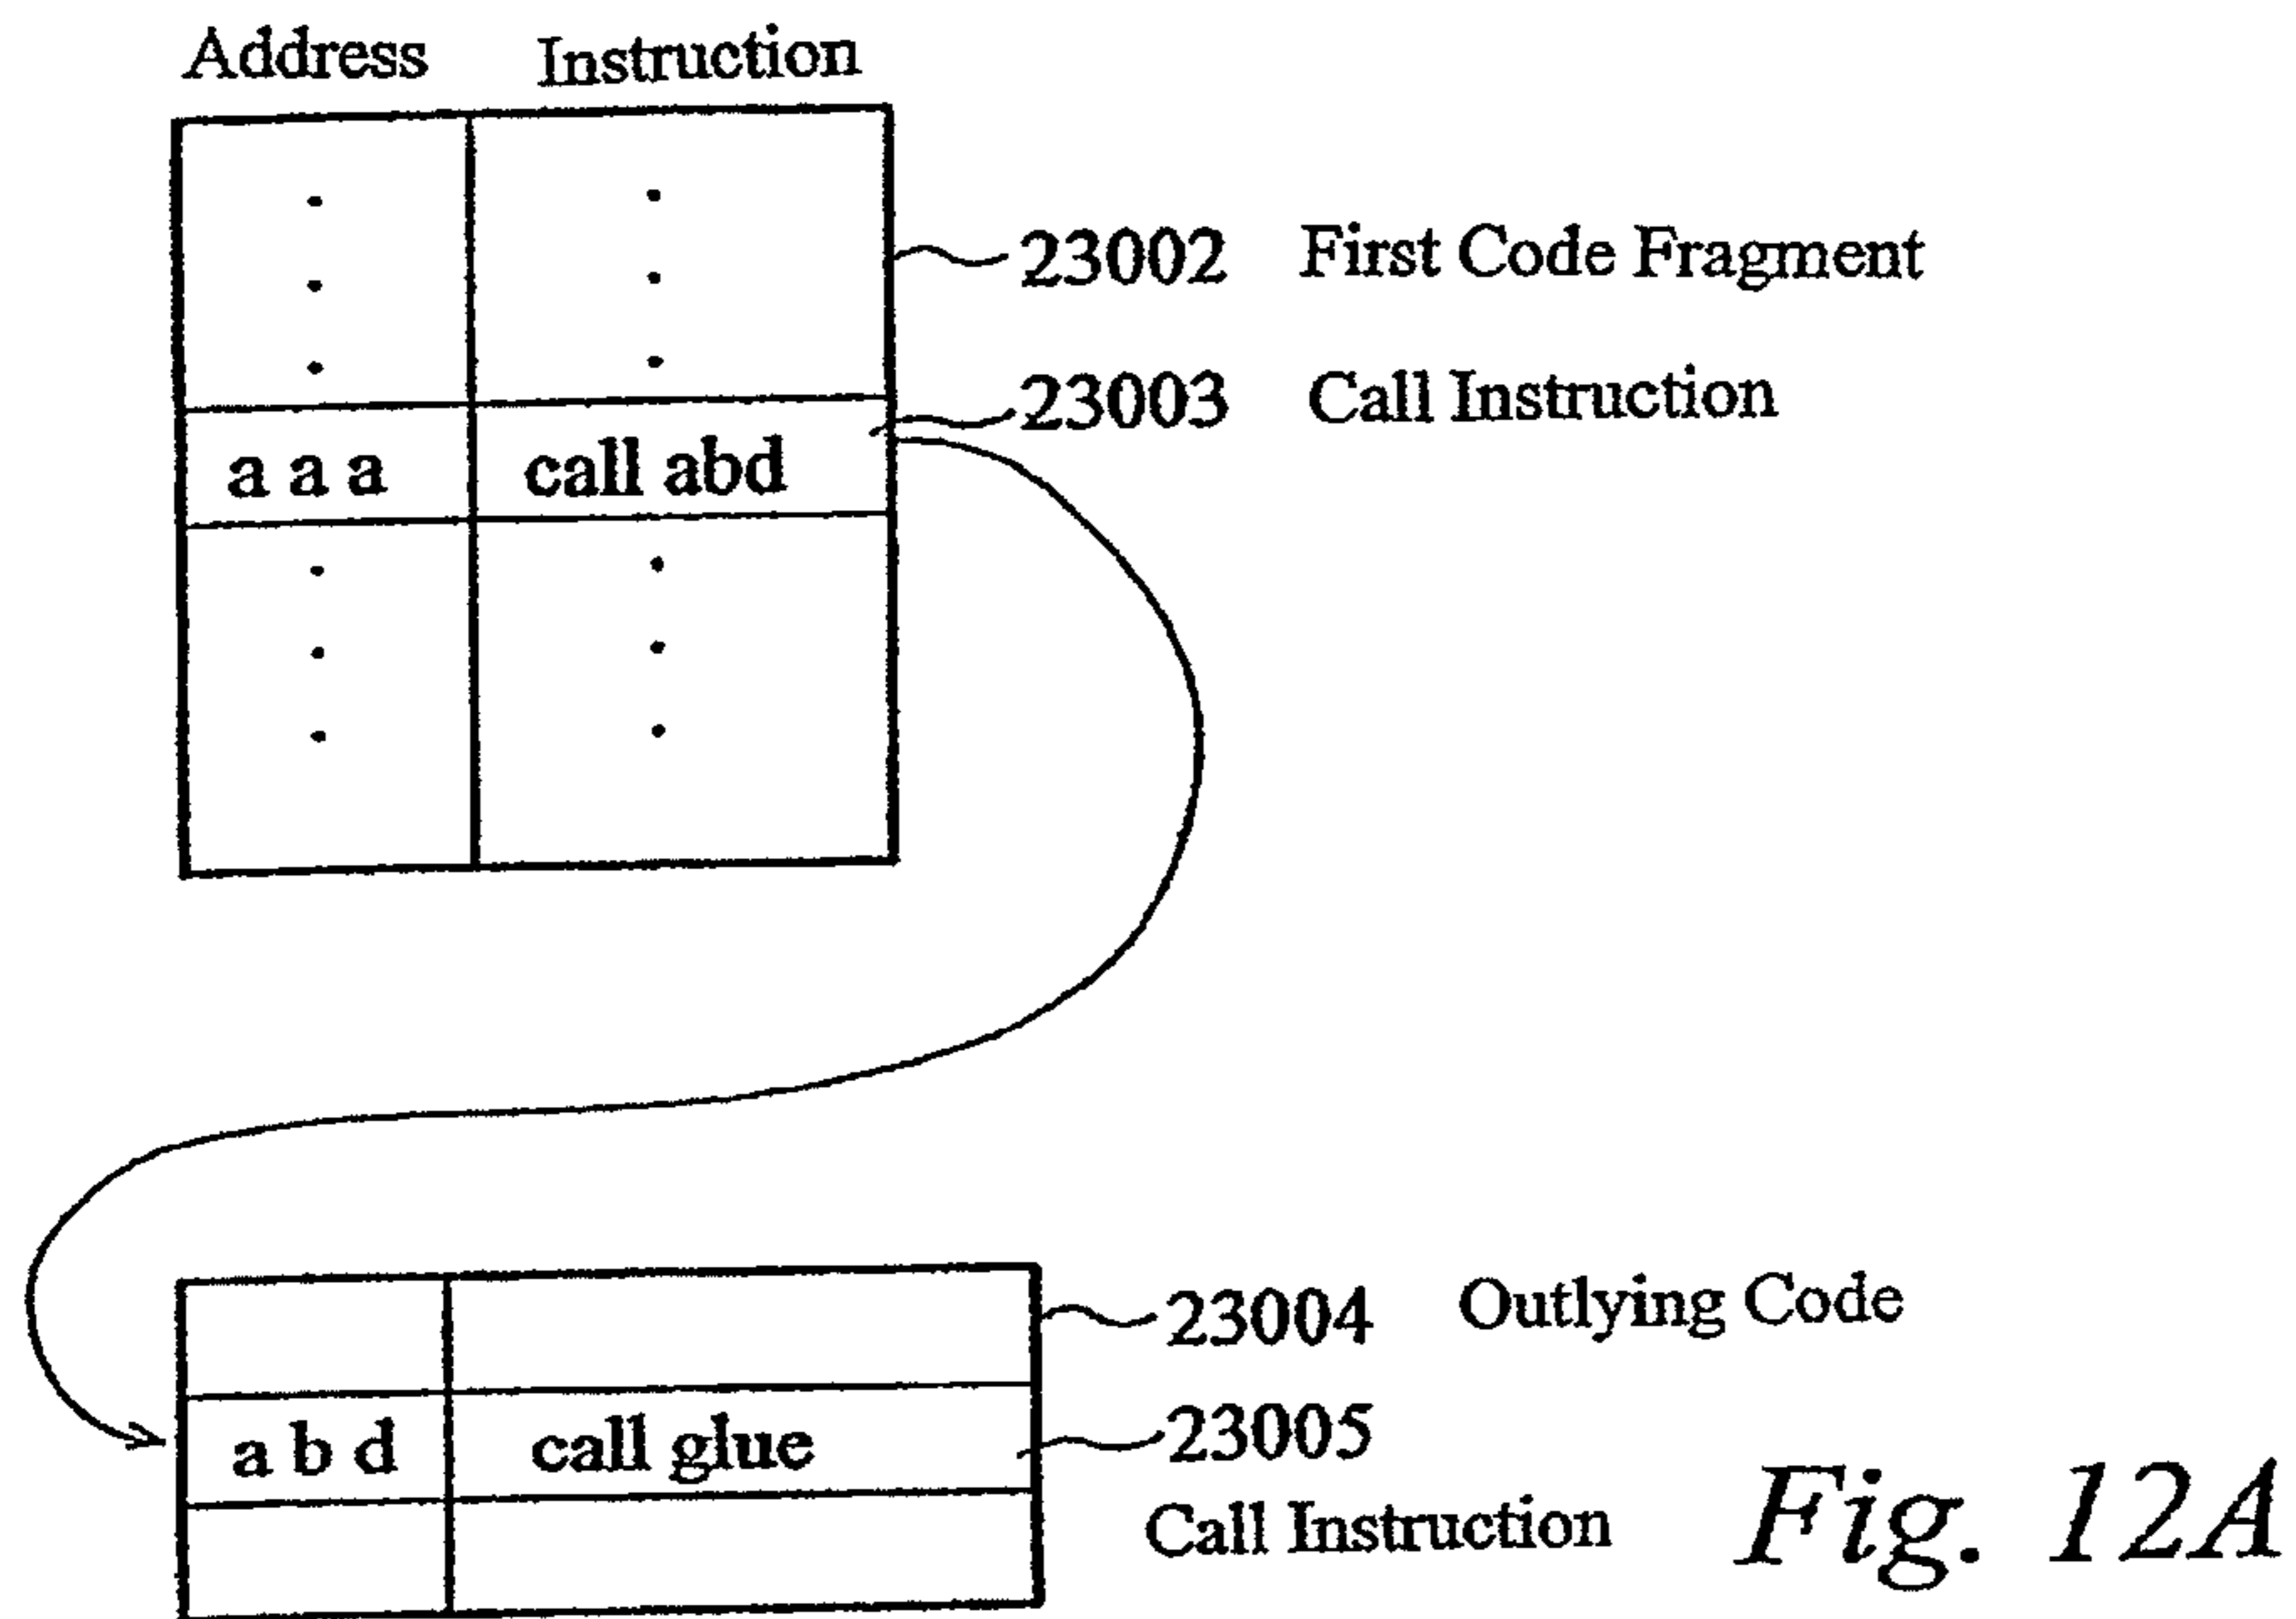 Address Instruction
23002 First Code Fragment
23003 Call Instruction
a a a call abd
23004 Outlying Code
a b d call glue 23005
Call Instruction
Fig. 12A